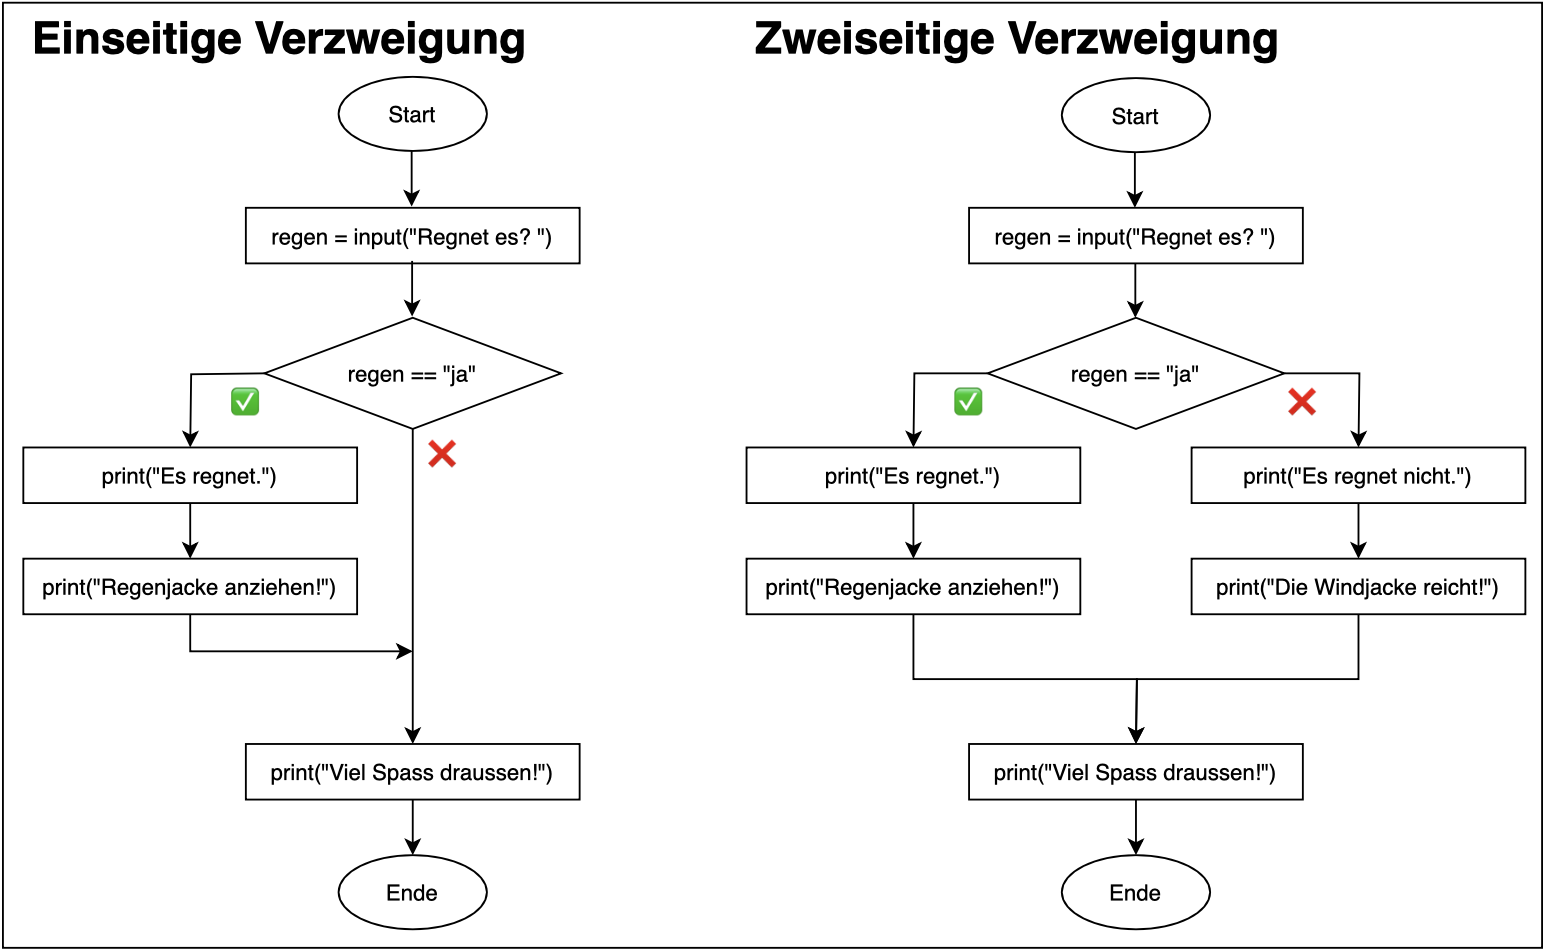 Einseitige Verzweigung
Start
regen = input("Regnet es? ")
regen == "ja"
print("Es regnet.")
print("Regenjacke anziehen!")
print("Viel Spass draussen!")
Ende
Zweiseitige Verzweigung
Start
regen = input("Regnet es? ")
regen == "ja"
print("Es regnet.")
print("Es regnet nicht.")
print("Regenjacke anziehen!")
print("Die Windjacke reicht!")
print("Viel Spass draussen!")
Ende